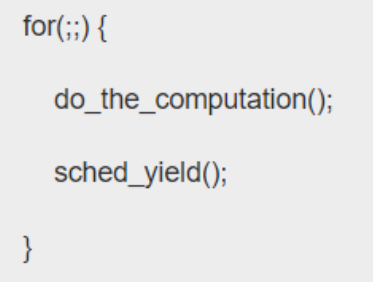 for(;;) {
do_the_computation();
sched_yield();
}